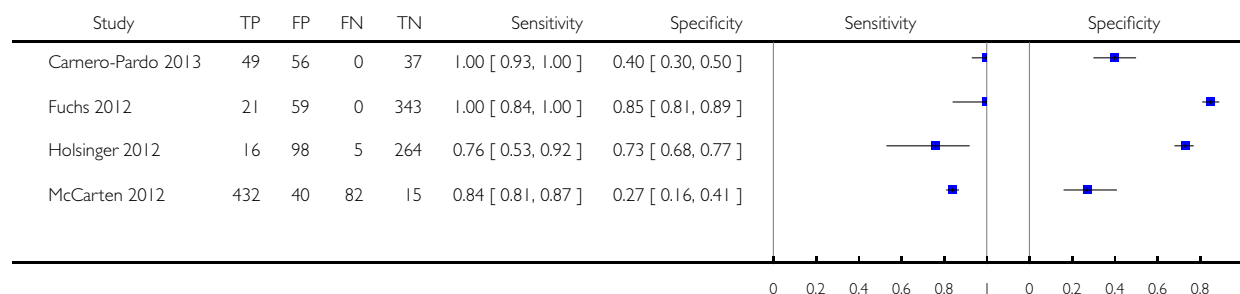 Study TP FP FN TN Sensitivity Specificity Sensitivity Specificity
Carnero-Pardo 2013 49 56 0 37 1.00 [ 0.93, 1.00 ] 0.40 [ 0.30, 0.50 ]
Fuchs 2012 21 59 0 343 1.00 [ 0.84, 1.00 ] 0.85 [ 0.81, 0.89 ]
Holsinger 2012 16 98 5 264 0.76 [ 0.53, 0.92 ] 0.73 [ 0.68, 0.77 ]
McCarten 2012 432 40 82 15 0.84 [ 0.81, 0.87 ] 0.27 [ 0.16, 0.41 ]
0 0.2 0.4 0.6 0.8 1 0 0.2 0.4 0.6 0.8